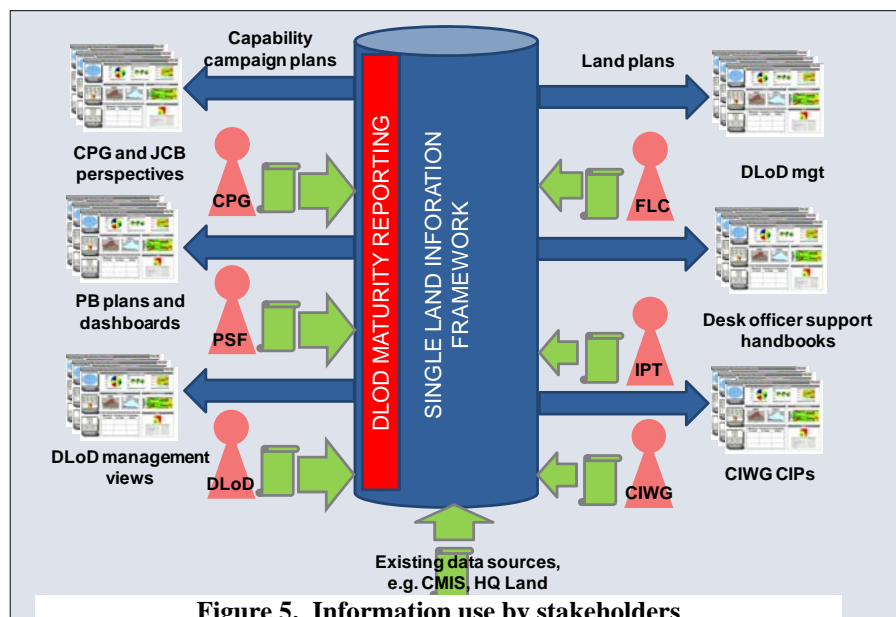 Capability
campaign plans
Land plans
CPG and JCB
perspectives
CPG
DLoD mgt
FLC
DLOD MATURITY REPORTING
SINGLE LAND INFORATION
FRAMEWORK
PB plans and
dashboards
PSF
Desk officer support
handbooks
IPT
DLoD management
views
DLoD
CIWG
CIWG CIPs
Existing data sources,
e.g. CMIS, HQ Land
Figure 5. Information use by stakeholders